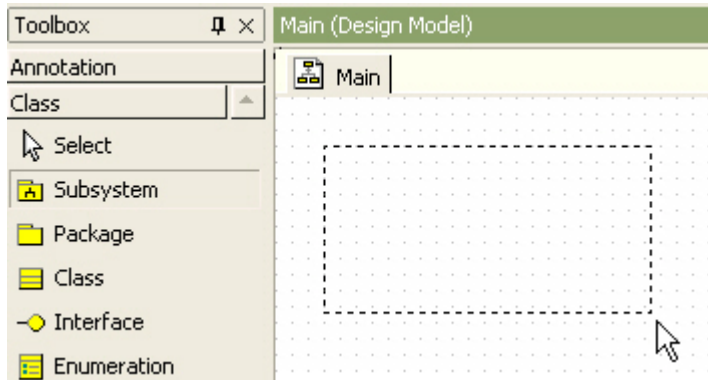 Toolbox
Annotation
Class
Select
Subsystem
Package
Class
Interface
Enumeration
Main (Design Model)
Main